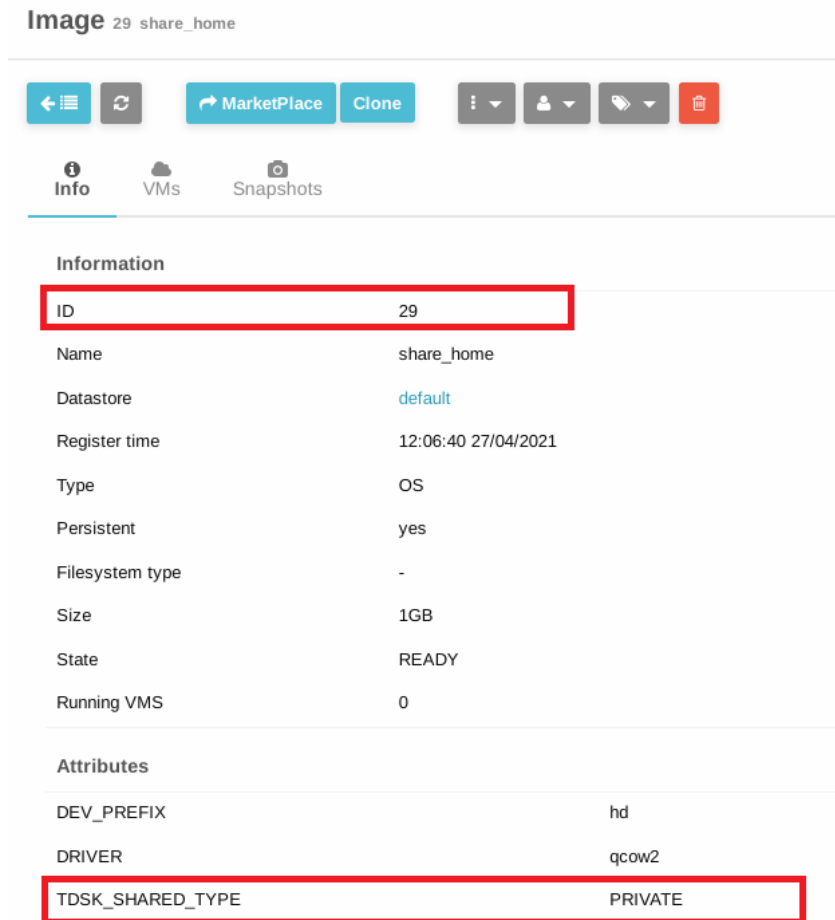 Image 29 share_home
MarketPlace Clone
Info VMs Snapshots
Information
ID 29
Name share_home
Datastore default
Register time 12:06:40 27/04/2021
Type OS
Persistent yes
Filesystem type -
Size 1GB
State READY
Running VMS 0
Attributes
DEV_PREFIX hd
DRIVER qcow2
TDSK_SHARED_TYPE PRIVATE